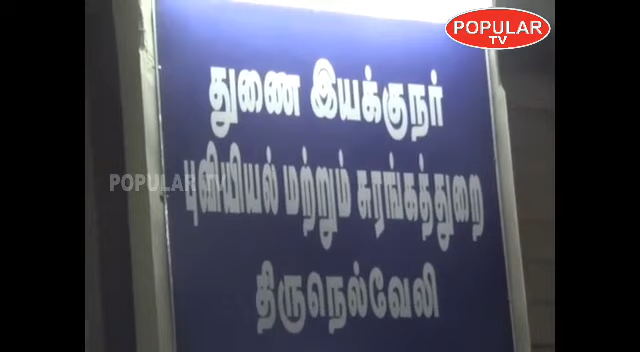 POPULAR
TV
துணை இயக்குநர்
POPULAR TV
புவியியல் மற்றும் சுரங்கத்துறை
திருநெல்வேலி